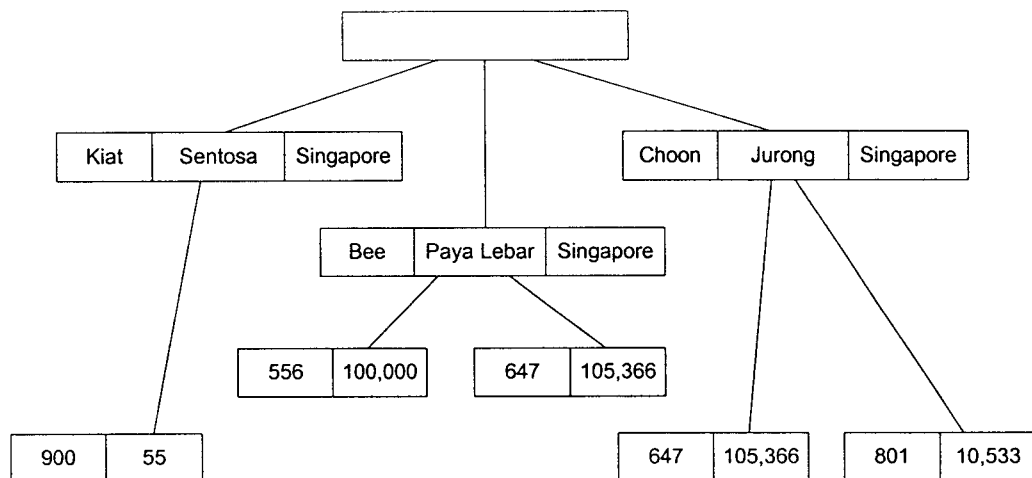 Kiat Sentosa Singapore
Choon Jurong Singapore
Bee Paya Lebar Singapore
556 100,000
647 105,366
900 55
647 105,366
801 10,533